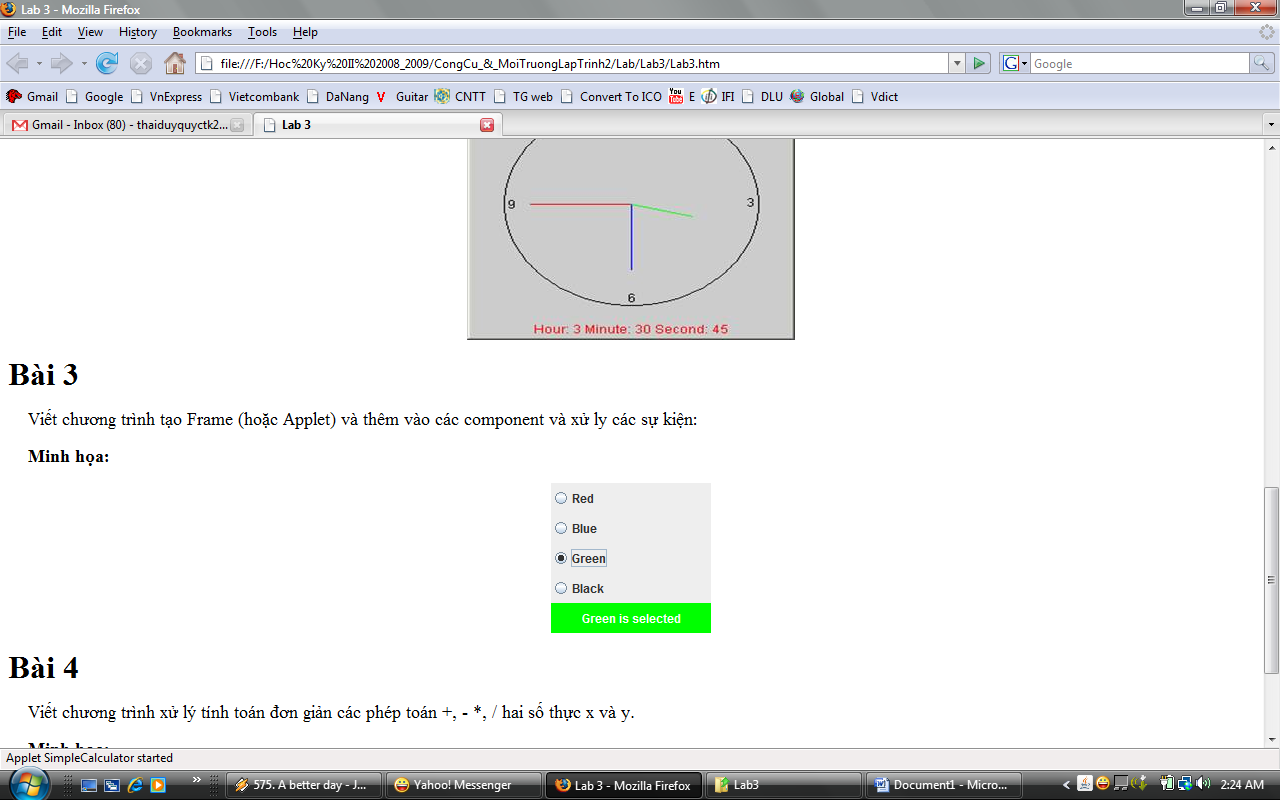 Lab 3 - Mozilla Firefox
File Edit View History Bookmarks Tools Help
file:///F:/Hoc%20Ky%20II%202008_2009/CongCu_&_MoiTruongLapTrinh2/Lab/Lab3/Lab3.htm G Google
Gmail Google VnExpress Vietcombank DaNang V Guitar CNTT TG web Convert To ICO You Tube E IFI DLU Global Vdict
Gmail - Inbox (80) - thaiduyquyctk2... Lab 3
9 3
6
Hour: 3 Minute: 30 Second: 45
Bài 3
Viết chương trình tạo Frame (hoặc Applet) và thêm vào các component và xử ly các sự kiện:
Minh họa:
Red
Blue
Green
Black
Green is selected
Bài 4
Viết chương trình xử lý tính toán đơn giản các phép toán +, - *, / hai số thực x và y.
Minh họa:
Applet SimpleCalculator started
575. A better day - J... Yahoo! Messenger Lab 3 - Mozilla Firefox Lab3 Document1 - Micro... 2:24 AM